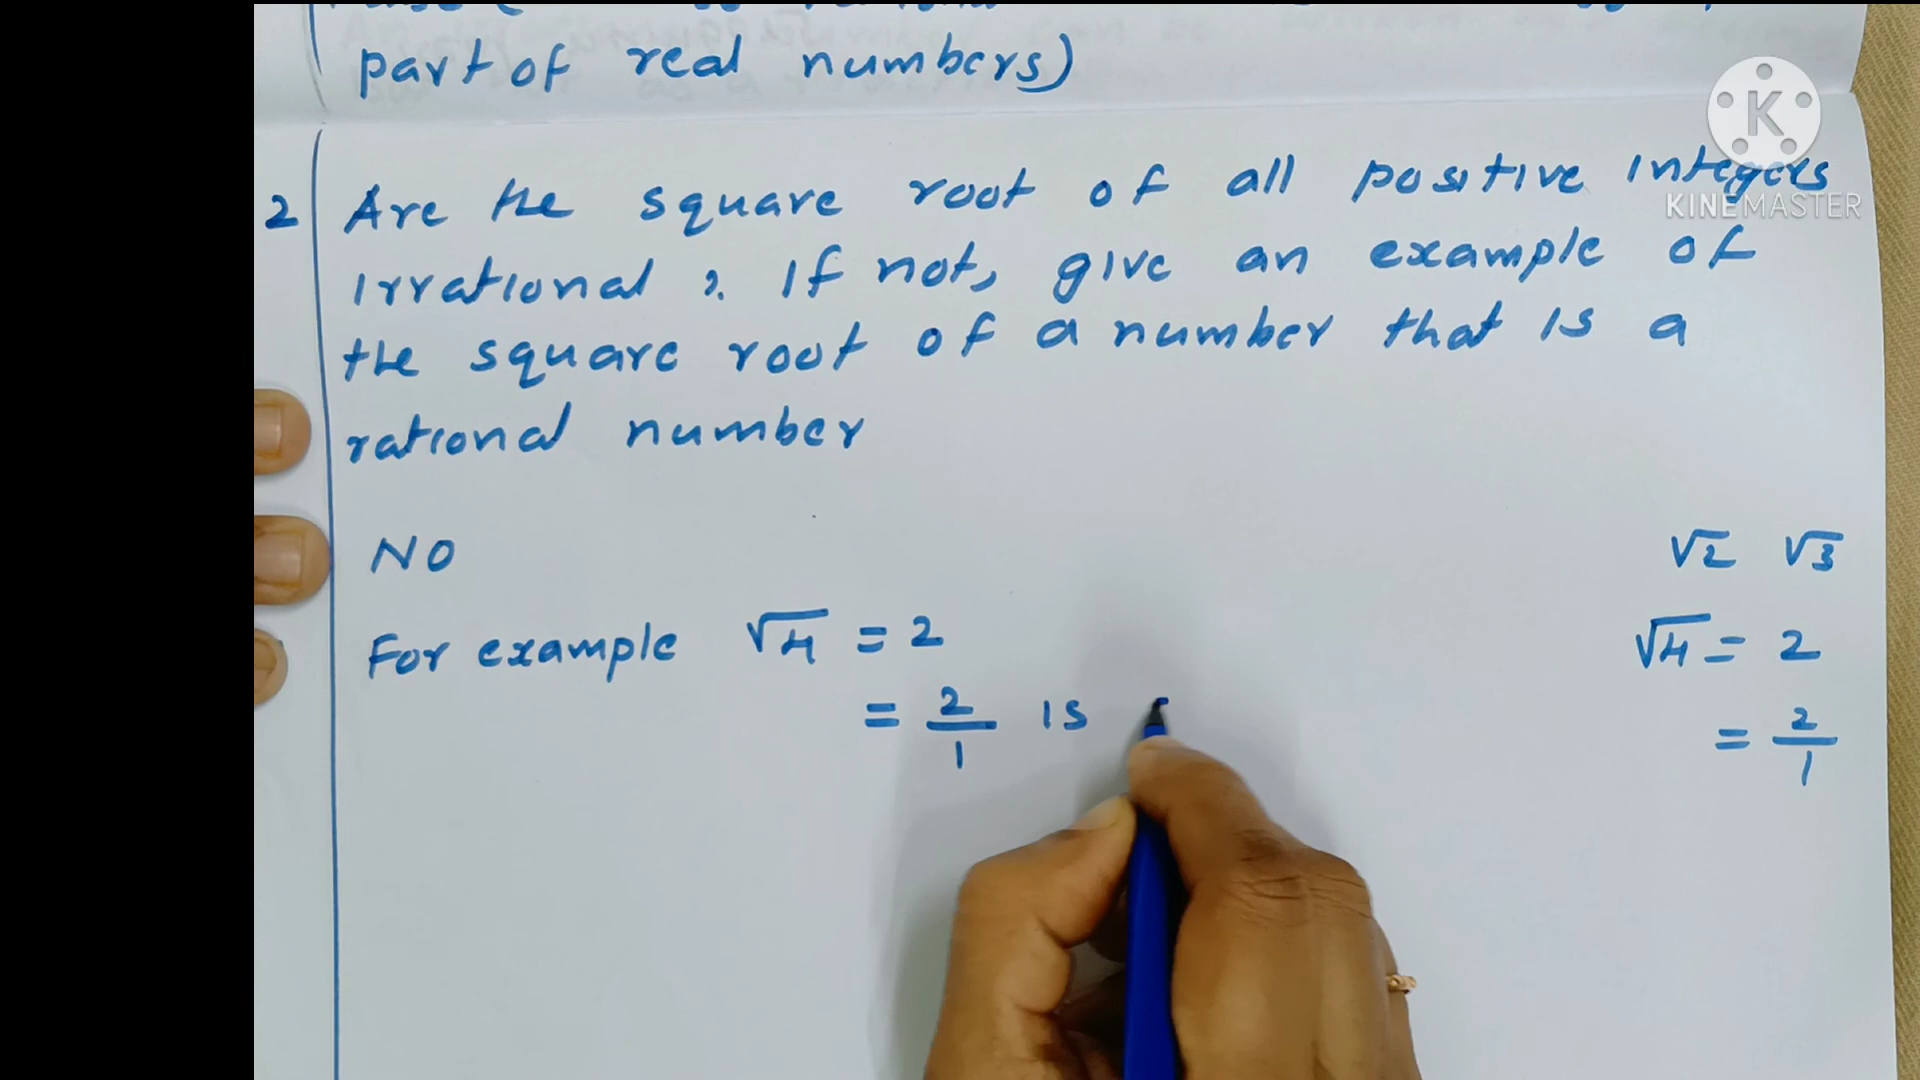 part of real numbers)
2 Are the square root of all positive integers
irrational ? If not, give an example of
the square root of a number that is a
rational number
NO
√2 √3
For example √4 = 2
√4 = 2
= 2/1 is
= 2/1
K
KINEMASTER